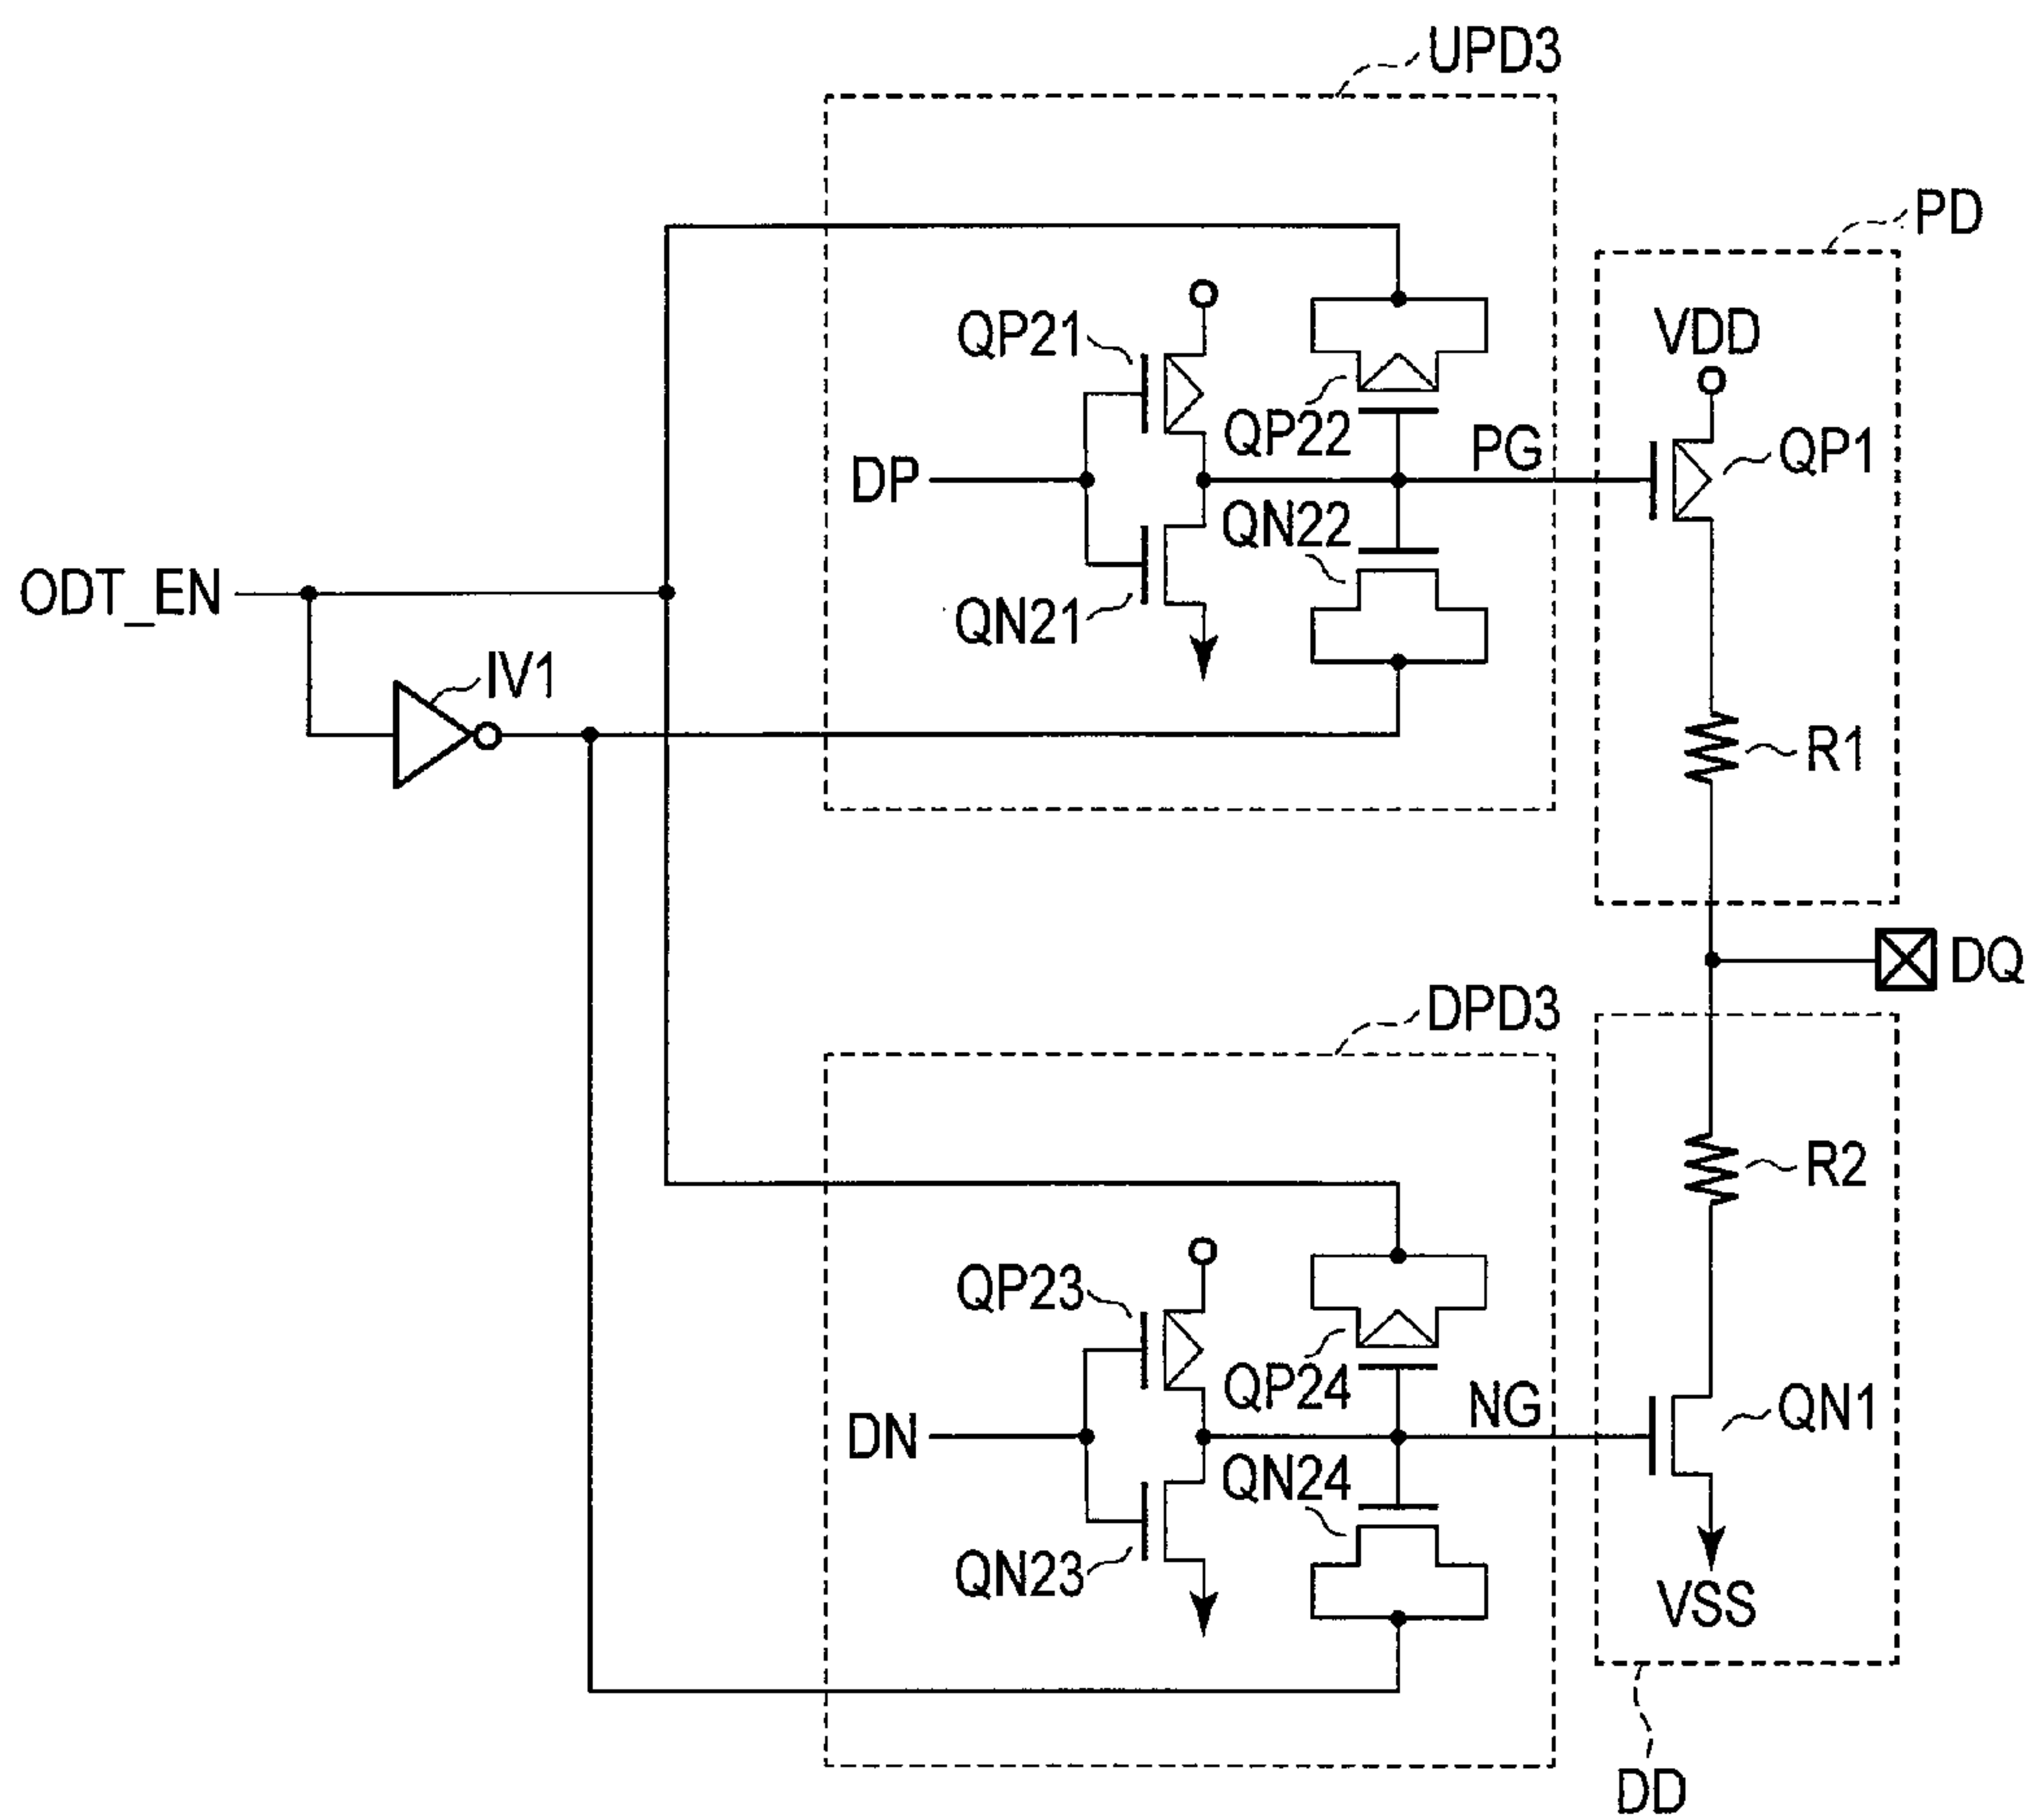 UPD3
PD
VDD
QP21
QP22
PG
QP1
DP
QN22
ODT_EN
QN21
IV1
R1
DQ
DPD3
R2
QP23
QP24
NG
QN1
DN
QN24
QN23
VSS
DD